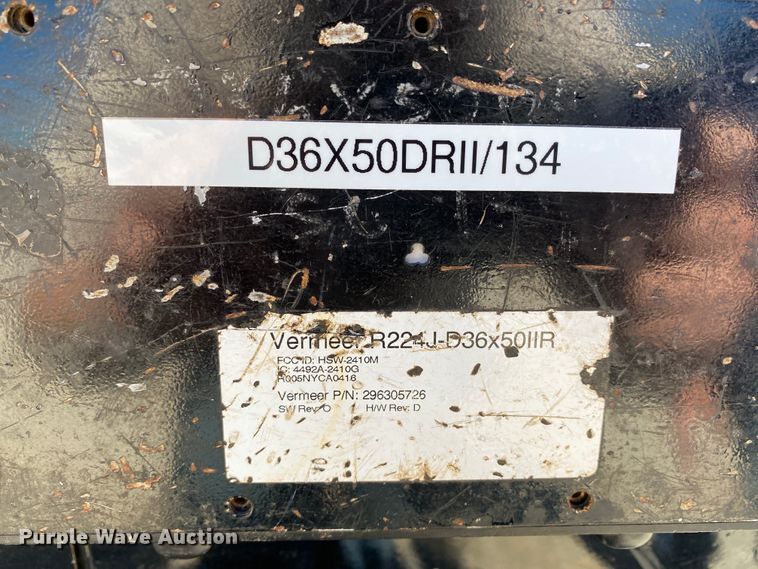 D36X50DRII/134
Vermeer R224J-D36x50IIR
FCC ID: HSW-2410M
IC: 4492A-2410G
R005NYCA0416
Vermeer P/N: 296305726
SW Rev: O H/W Rev: D
Purple Wave Auction